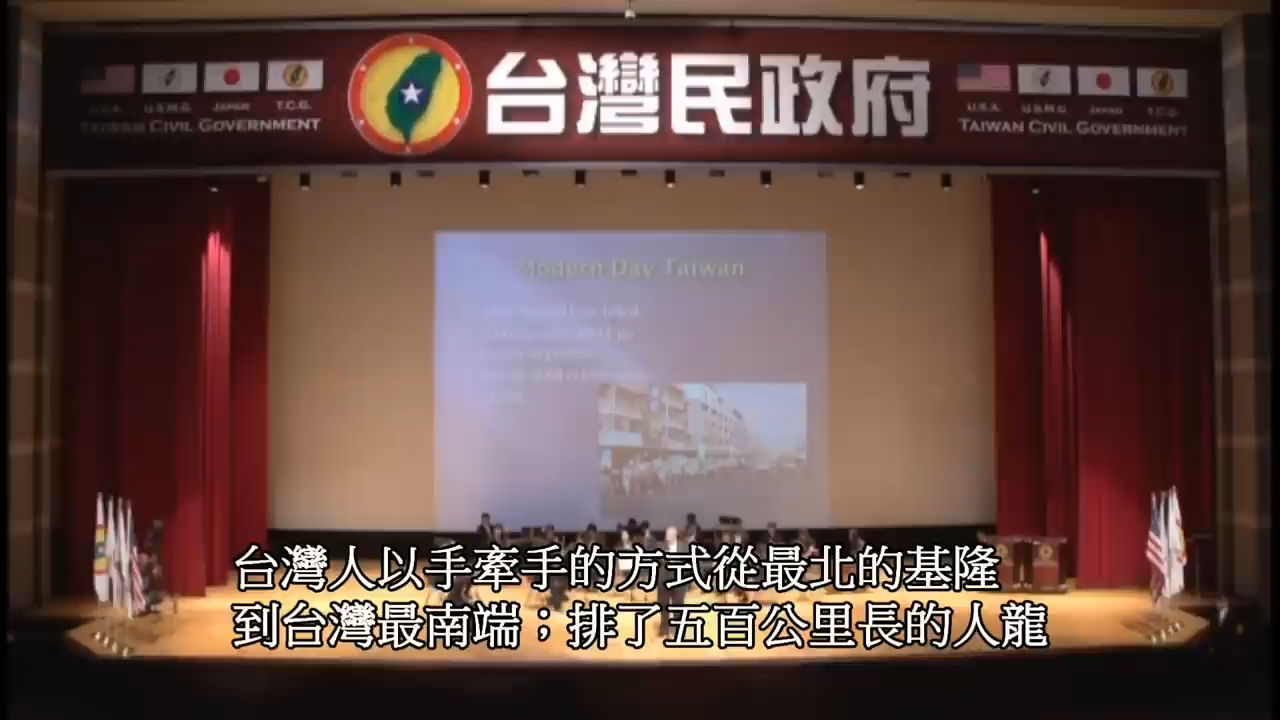 台灣民政府
U.S.A. U.S.M.G. JAPAN T.C.G.
TAIWAN CIVIL GOVERNMENT
U.S.A. U.S.M.G. JAPAN T.C.G.
TAIWAN CIVIL GOVERNMENT
Modern Day Taiwan
台灣人以手牽手的方式從最北的基隆
到台灣最南端；排了五百公里長的人龍